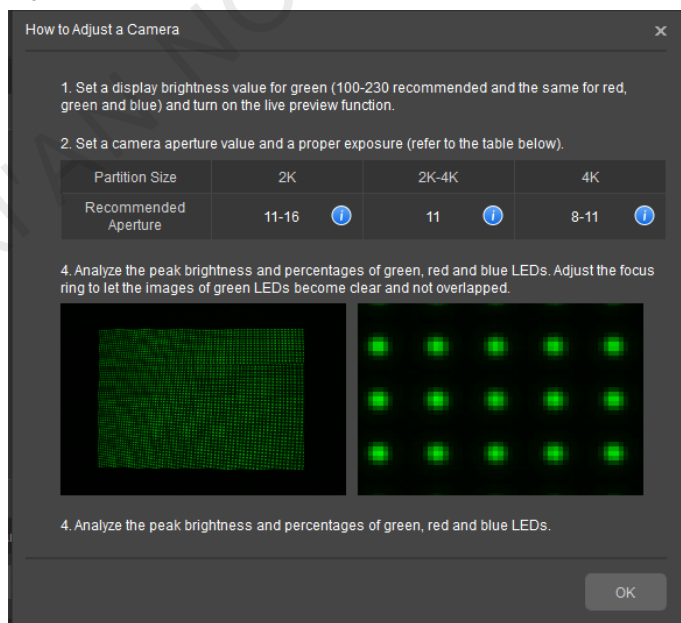 How to Adjust a Camera
1. Set a display brightness value for green (100-230 recommended and the same for red,
green and blue) and turn on the live preview function.
2. Set a camera aperture value and a proper exposure (refer to the table below).
Partition Size 2K 2K-4K 4K
Recommended
Aperture 11-16 11 8-11
4. Analyze the peak brightness and percentages of green, red and blue LEDs. Adjust the focus
ring to let the images of green LEDs become clear and not overlapped.
4. Analyze the peak brightness and percentages of green, red and blue LEDs.
OK